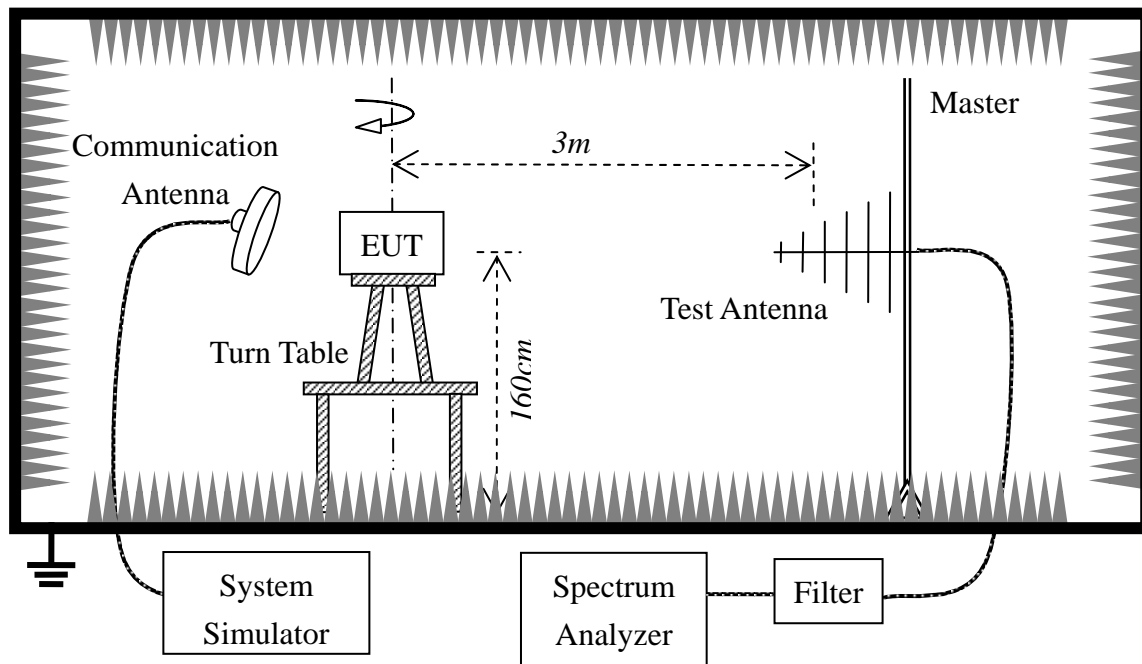 Master
3m
Communication
Antenna
EUT
Test Antenna
Turn Table
160cm
System
Simulator
Spectrum
Analyzer
Filter